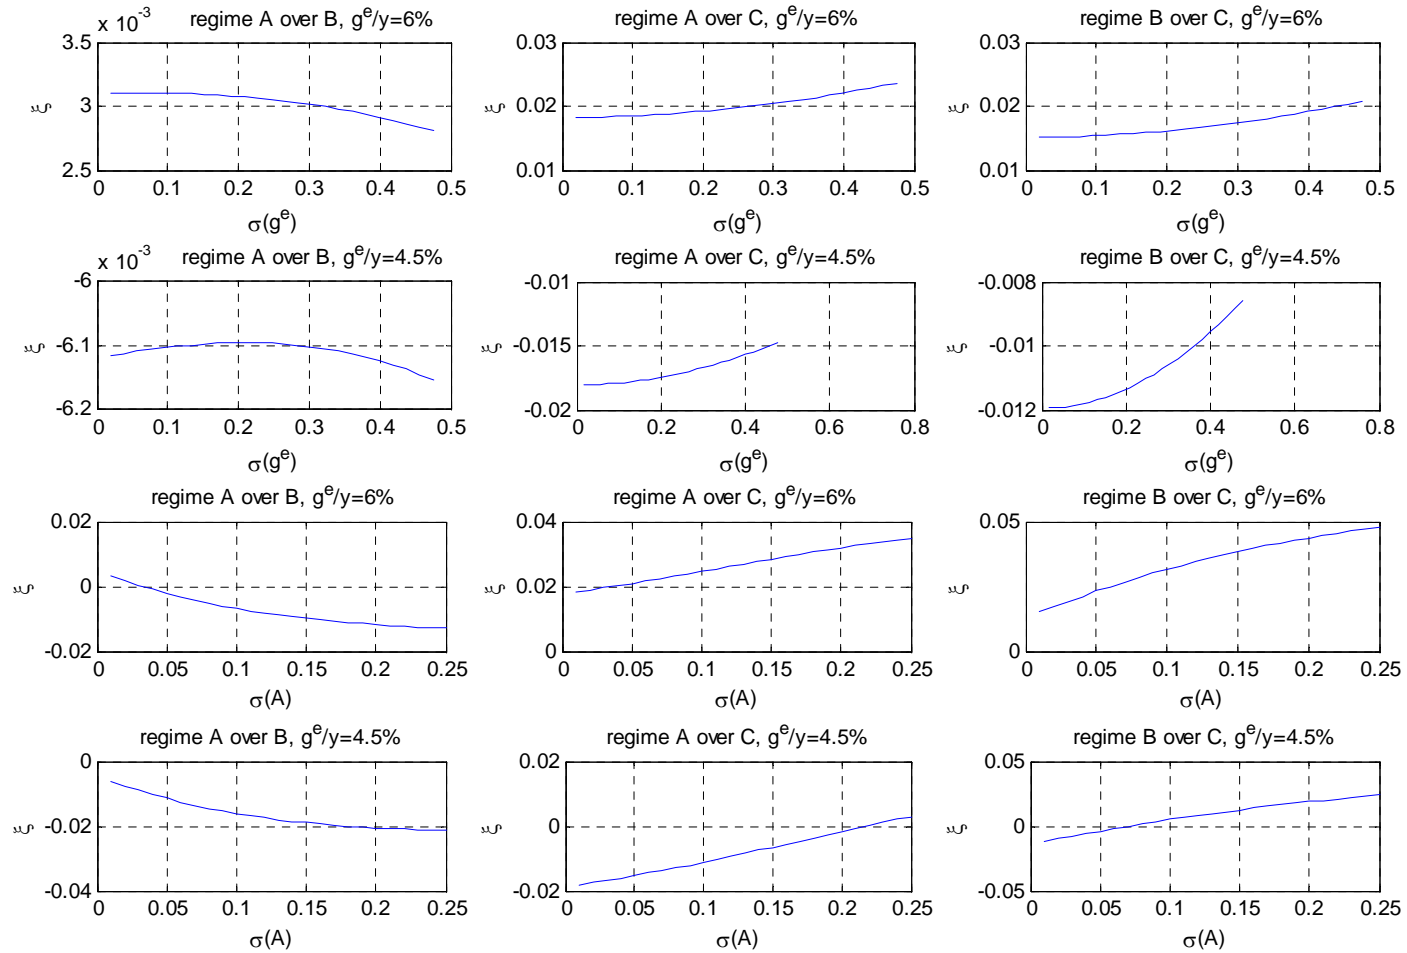 x 10^-3 regime A over B, g^e/y=6%
3.5
3
2.5
ξ
0 0.1 0.2 0.3 0.4 0.5
σ(g^e)
regime A over C, g^e/y=6%
0.03
0.02
0.01
ξ
0 0.1 0.2 0.3 0.4 0.5
σ(g^e)
regime B over C, g^e/y=6%
0.03
0.02
0.01
ξ
0 0.1 0.2 0.3 0.4 0.5
σ(g^e)
x 10^-3 regime A over B, g^e/y=4.5%
-6
-6.1
-6.2
ξ
0 0.1 0.2 0.3 0.4 0.5
σ(g^e)
regime A over C, g^e/y=4.5%
-0.01
-0.015
-0.02
ξ
0 0.2 0.4 0.6 0.8
σ(g^e)
regime B over C, g^e/y=4.5%
-0.008
-0.01
-0.012
ξ
0 0.2 0.4 0.6 0.8
σ(g^e)
regime A over B, g^e/y=6%
0.02
0
-0.02
ξ
0 0.05 0.1 0.15 0.2 0.25
σ(A)
regime A over C, g^e/y=6%
0.04
0.02
0
ξ
0 0.05 0.1 0.15 0.2 0.25
σ(A)
regime B over C, g^e/y=6%
0.05
0
ξ
0 0.05 0.1 0.15 0.2 0.25
σ(A)
regime A over B, g^e/y=4.5%
0
-0.02
-0.04
ξ
0 0.05 0.1 0.15 0.2 0.25
σ(A)
regime A over C, g^e/y=4.5%
0.02
0
-0.02
ξ
0 0.05 0.1 0.15 0.2 0.25
σ(A)
regime B over C, g^e/y=4.5%
0.05
0
-0.05
ξ
0 0.05 0.1 0.15 0.2 0.25
σ(A)